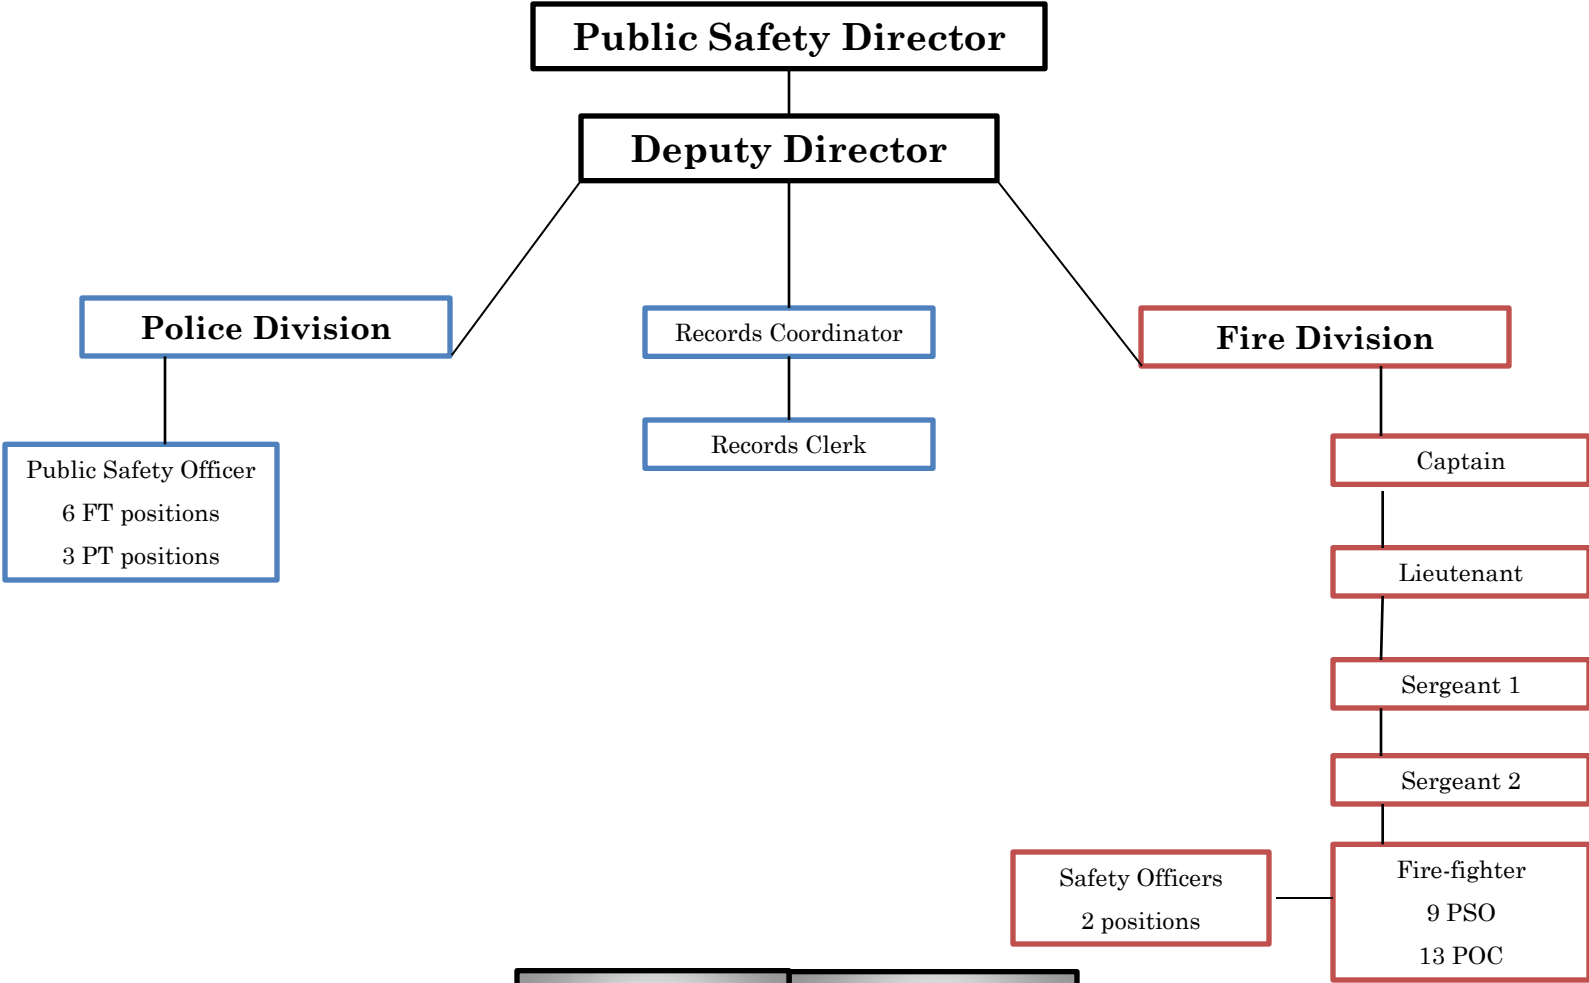 Public Safety Director
Deputy Director
Police Division
Records Coordinator
Fire Division
Records Clerk
Public Safety Officer
6 FT positions
3 PT positions
Captain
Lieutenant
Sergeant 1
Sergeant 2
Safety Officers
2 positions
Fire-fighter
9 PSO
13 POC